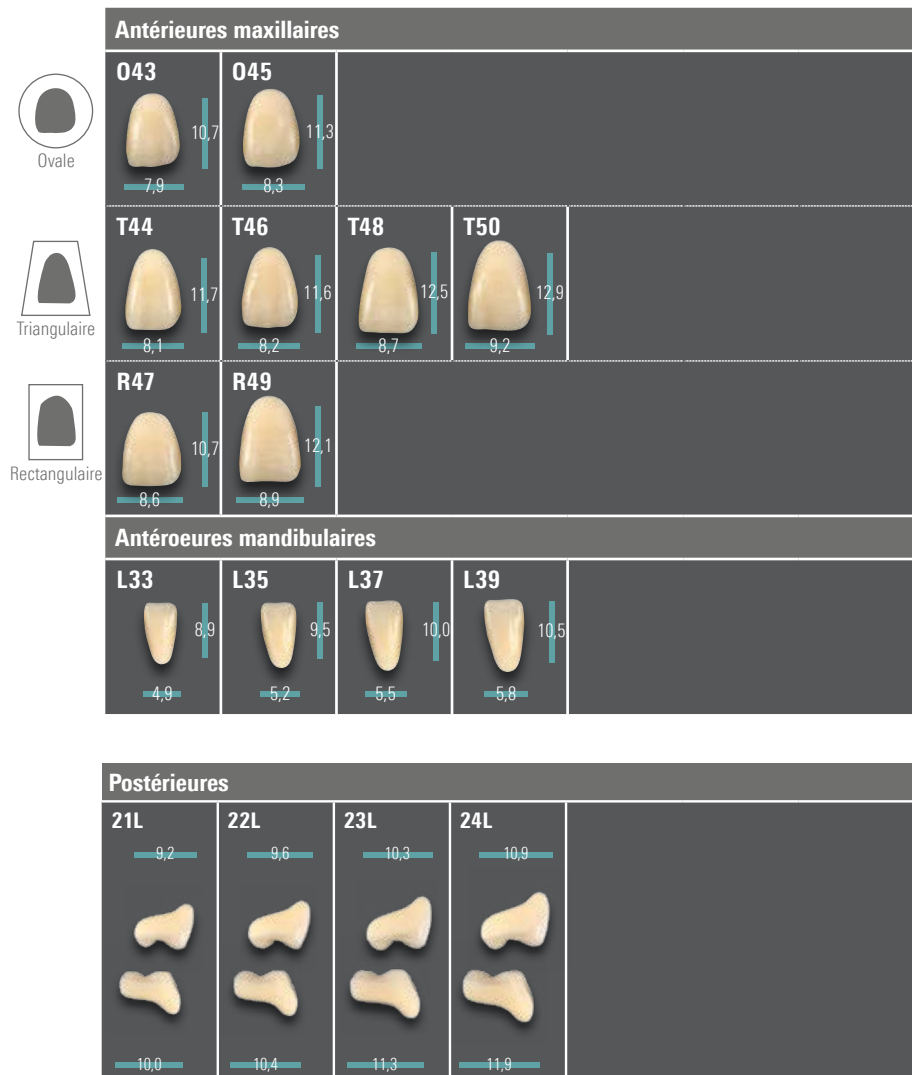 Antérieures maxillaires
O43 O45
10,7 11,3
Ovale
7,9 8,3
T44 T46 T48 T50
11,7 11,6 12,5 12,9
Triangulaire
8,1 8,2 8,7 9,2
R47 R49
10,7 12,1
Rectangulaire
8,6 8,9
Antéroeures mandibulaires
L33 L35 L37 L39
8,9 9,5 10,0 10,5
4,9 5,2 5,5 5,8
Postérieures
21L 22L 23L 24L
9,2 9,6 10,3 10,9
10,0 10,4 11,3 11,9